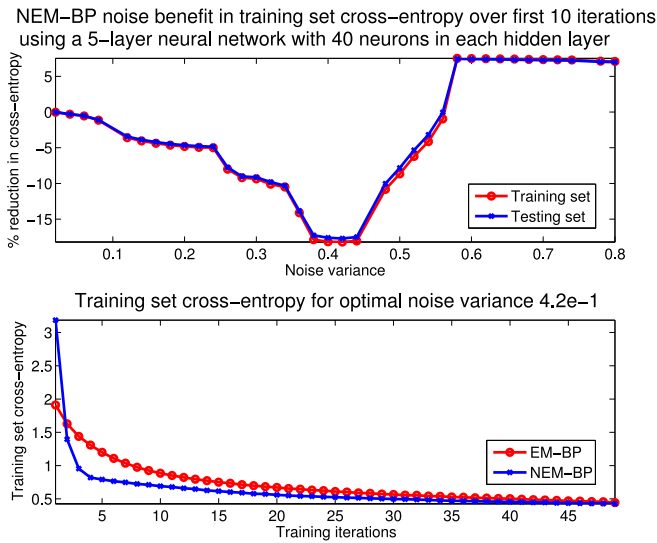 NEM-BP noise benefit in training set cross-entropy over first 10 iterations
using a 5-layer neural network with 40 neurons in each hidden layer
% reduction in cross-entropy
5
0
-5
-10
-15
0.1 0.2 0.3 0.4 0.5 0.6 0.7 0.8
Noise variance
Training set
Testing set
Training set cross-entropy for optimal noise variance 4.2e-1
Training set cross-entropy
3
2.5
2
1.5
1
0.5
5 10 15 20 25 30 35 40 45
Training iterations
EM-BP
NEM-BP